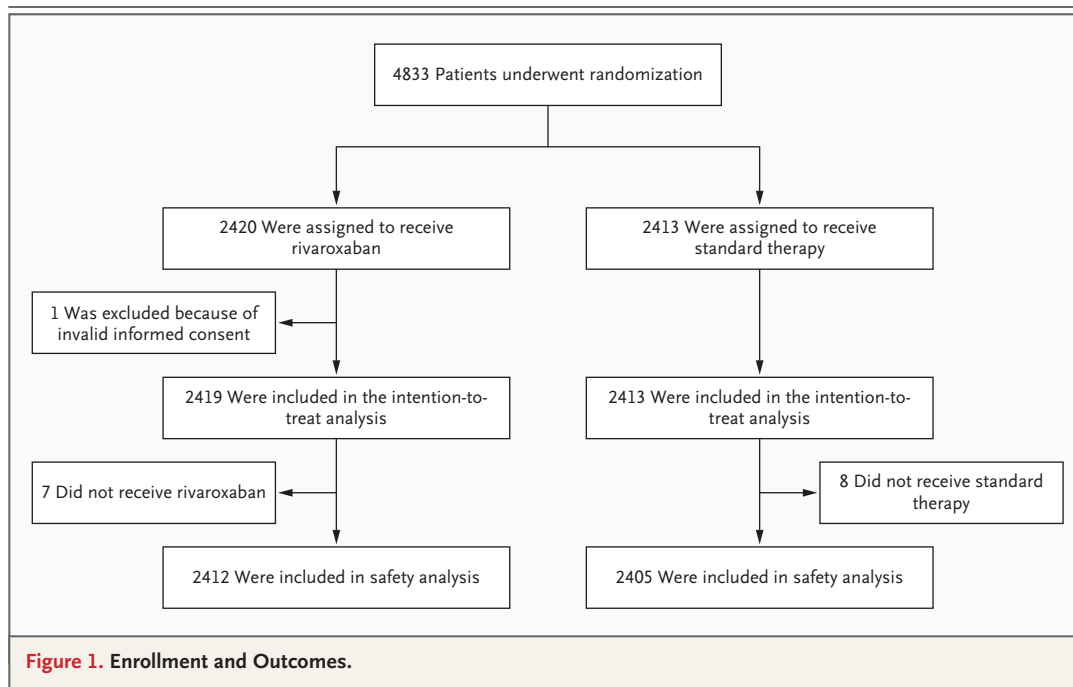 4833 Patients underwent randomization
2420 Were assigned to receive
rivaroxaban
2413 Were assigned to receive
standard therapy
1 Was excluded because of
invalid informed consent
2419 Were included in the intention-to-
treat analysis
2413 Were included in the intention-to-
treat analysis
7 Did not receive rivaroxaban
8 Did not receive standard
therapy
2412 Were included in safety analysis
2405 Were included in safety analysis
Figure 1. Enrollment and Outcomes.